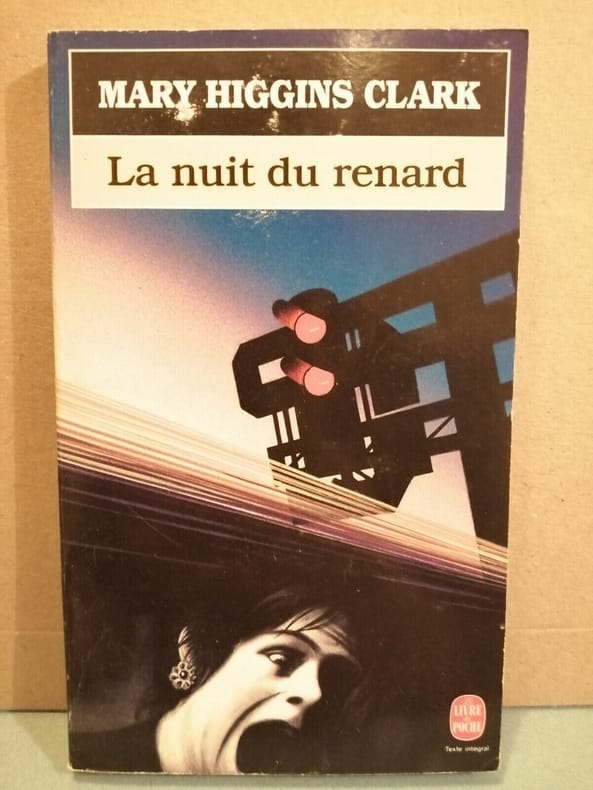 MARY HIGGINS CLARK
La nuit du renard
LE
LIVRE
DE
POCHE
Texte intégral